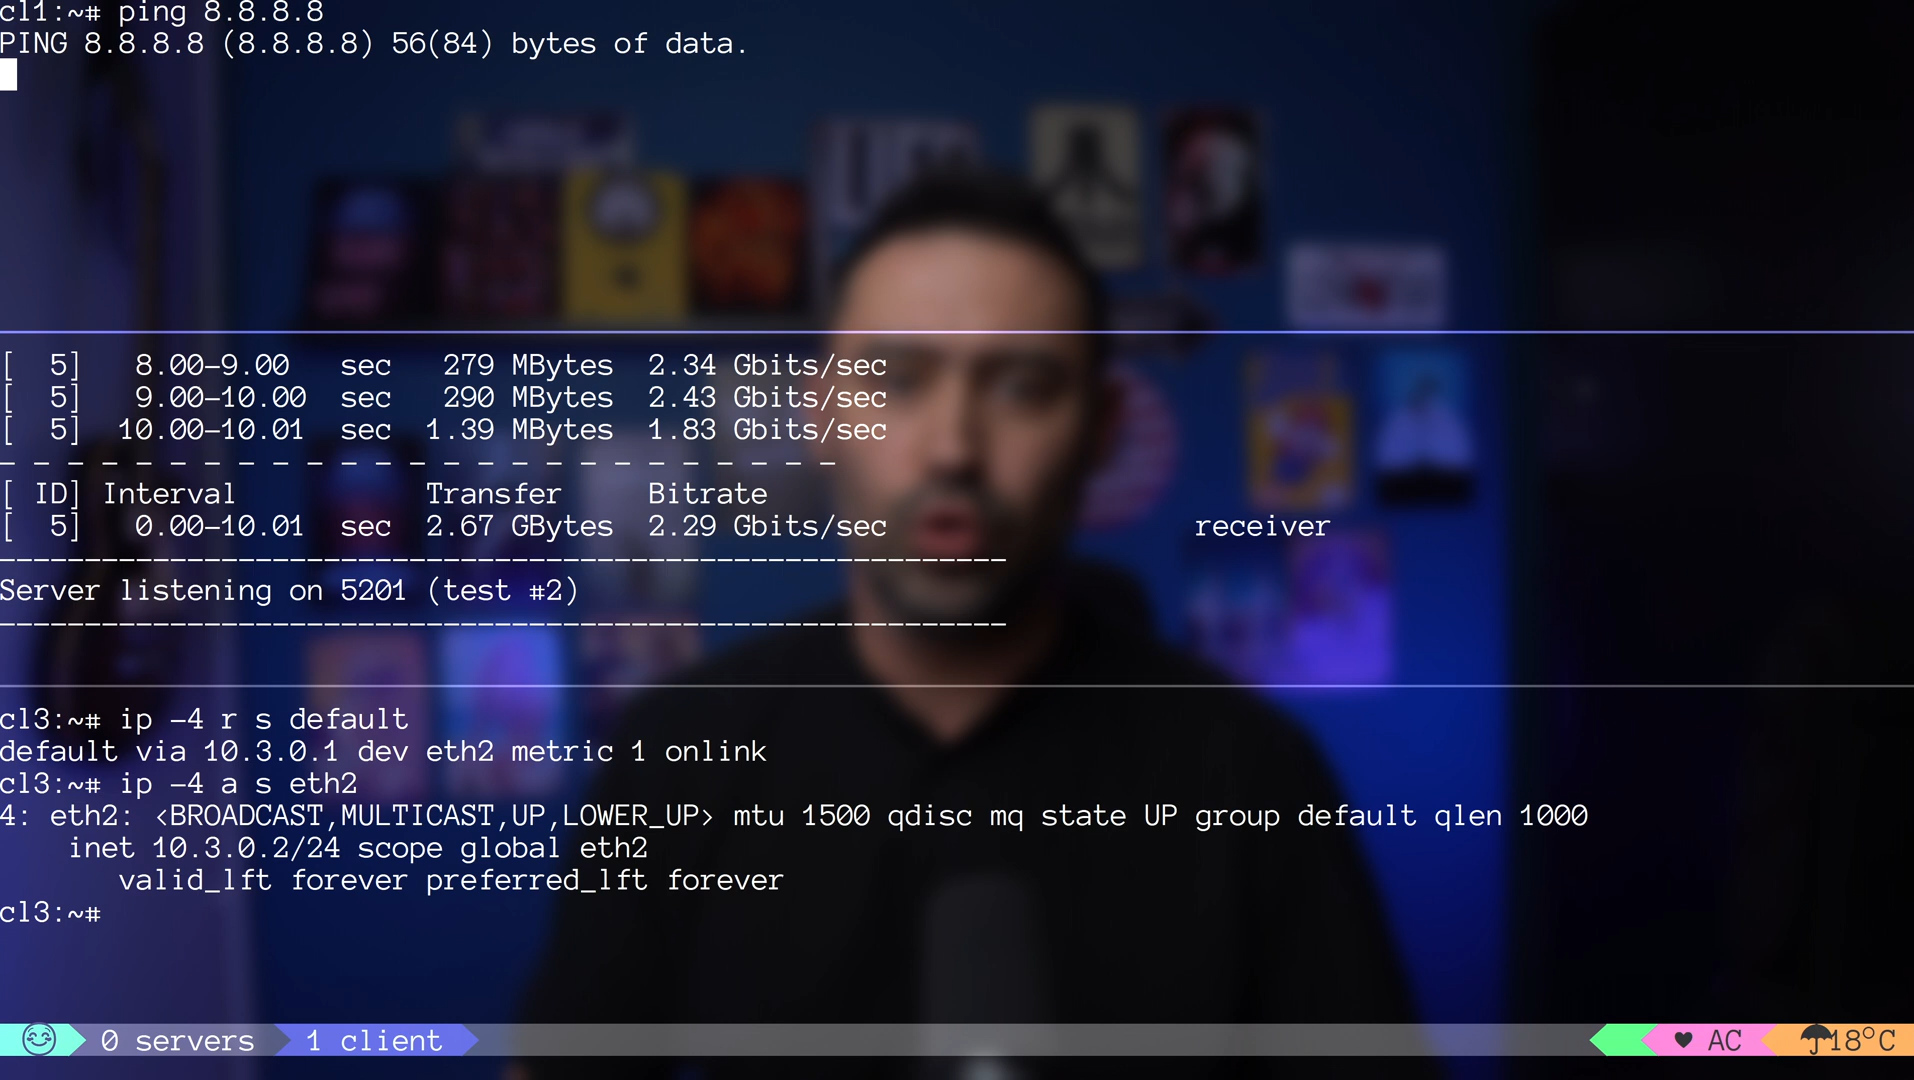 cl1:~# ping 8.8.8.8
PING 8.8.8.8 (8.8.8.8) 56(84) bytes of data.
[  5]   8.00-9.00   sec   279 MBytes  2.34 Gbits/sec
[  5]   9.00-10.00  sec   290 MBytes  2.43 Gbits/sec
[  5]  10.00-10.01  sec  1.39 MBytes  1.83 Gbits/sec
- - - - - - - - - - - - - - - - - - - - - - - - -
[ ID] Interval           Transfer     Bitrate
[  5]   0.00-10.01  sec  2.67 GBytes  2.29 Gbits/sec                  receiver
-----------------------------------------------------------
Server listening on 5201 (test #2)
-----------------------------------------------------------
cl3:~# ip -4 r s default
default via 10.3.0.1 dev eth2 metric 1 onlink
cl3:~# ip -4 a s eth2
4: eth2: <BROADCAST,MULTICAST,UP,LOWER_UP> mtu 1500 qdisc mq state UP group default qlen 1000
    inet 10.3.0.2/24 scope global eth2
       valid_lft forever preferred_lft forever
cl3:~#
0 servers 1 client ♥ AC 18°C